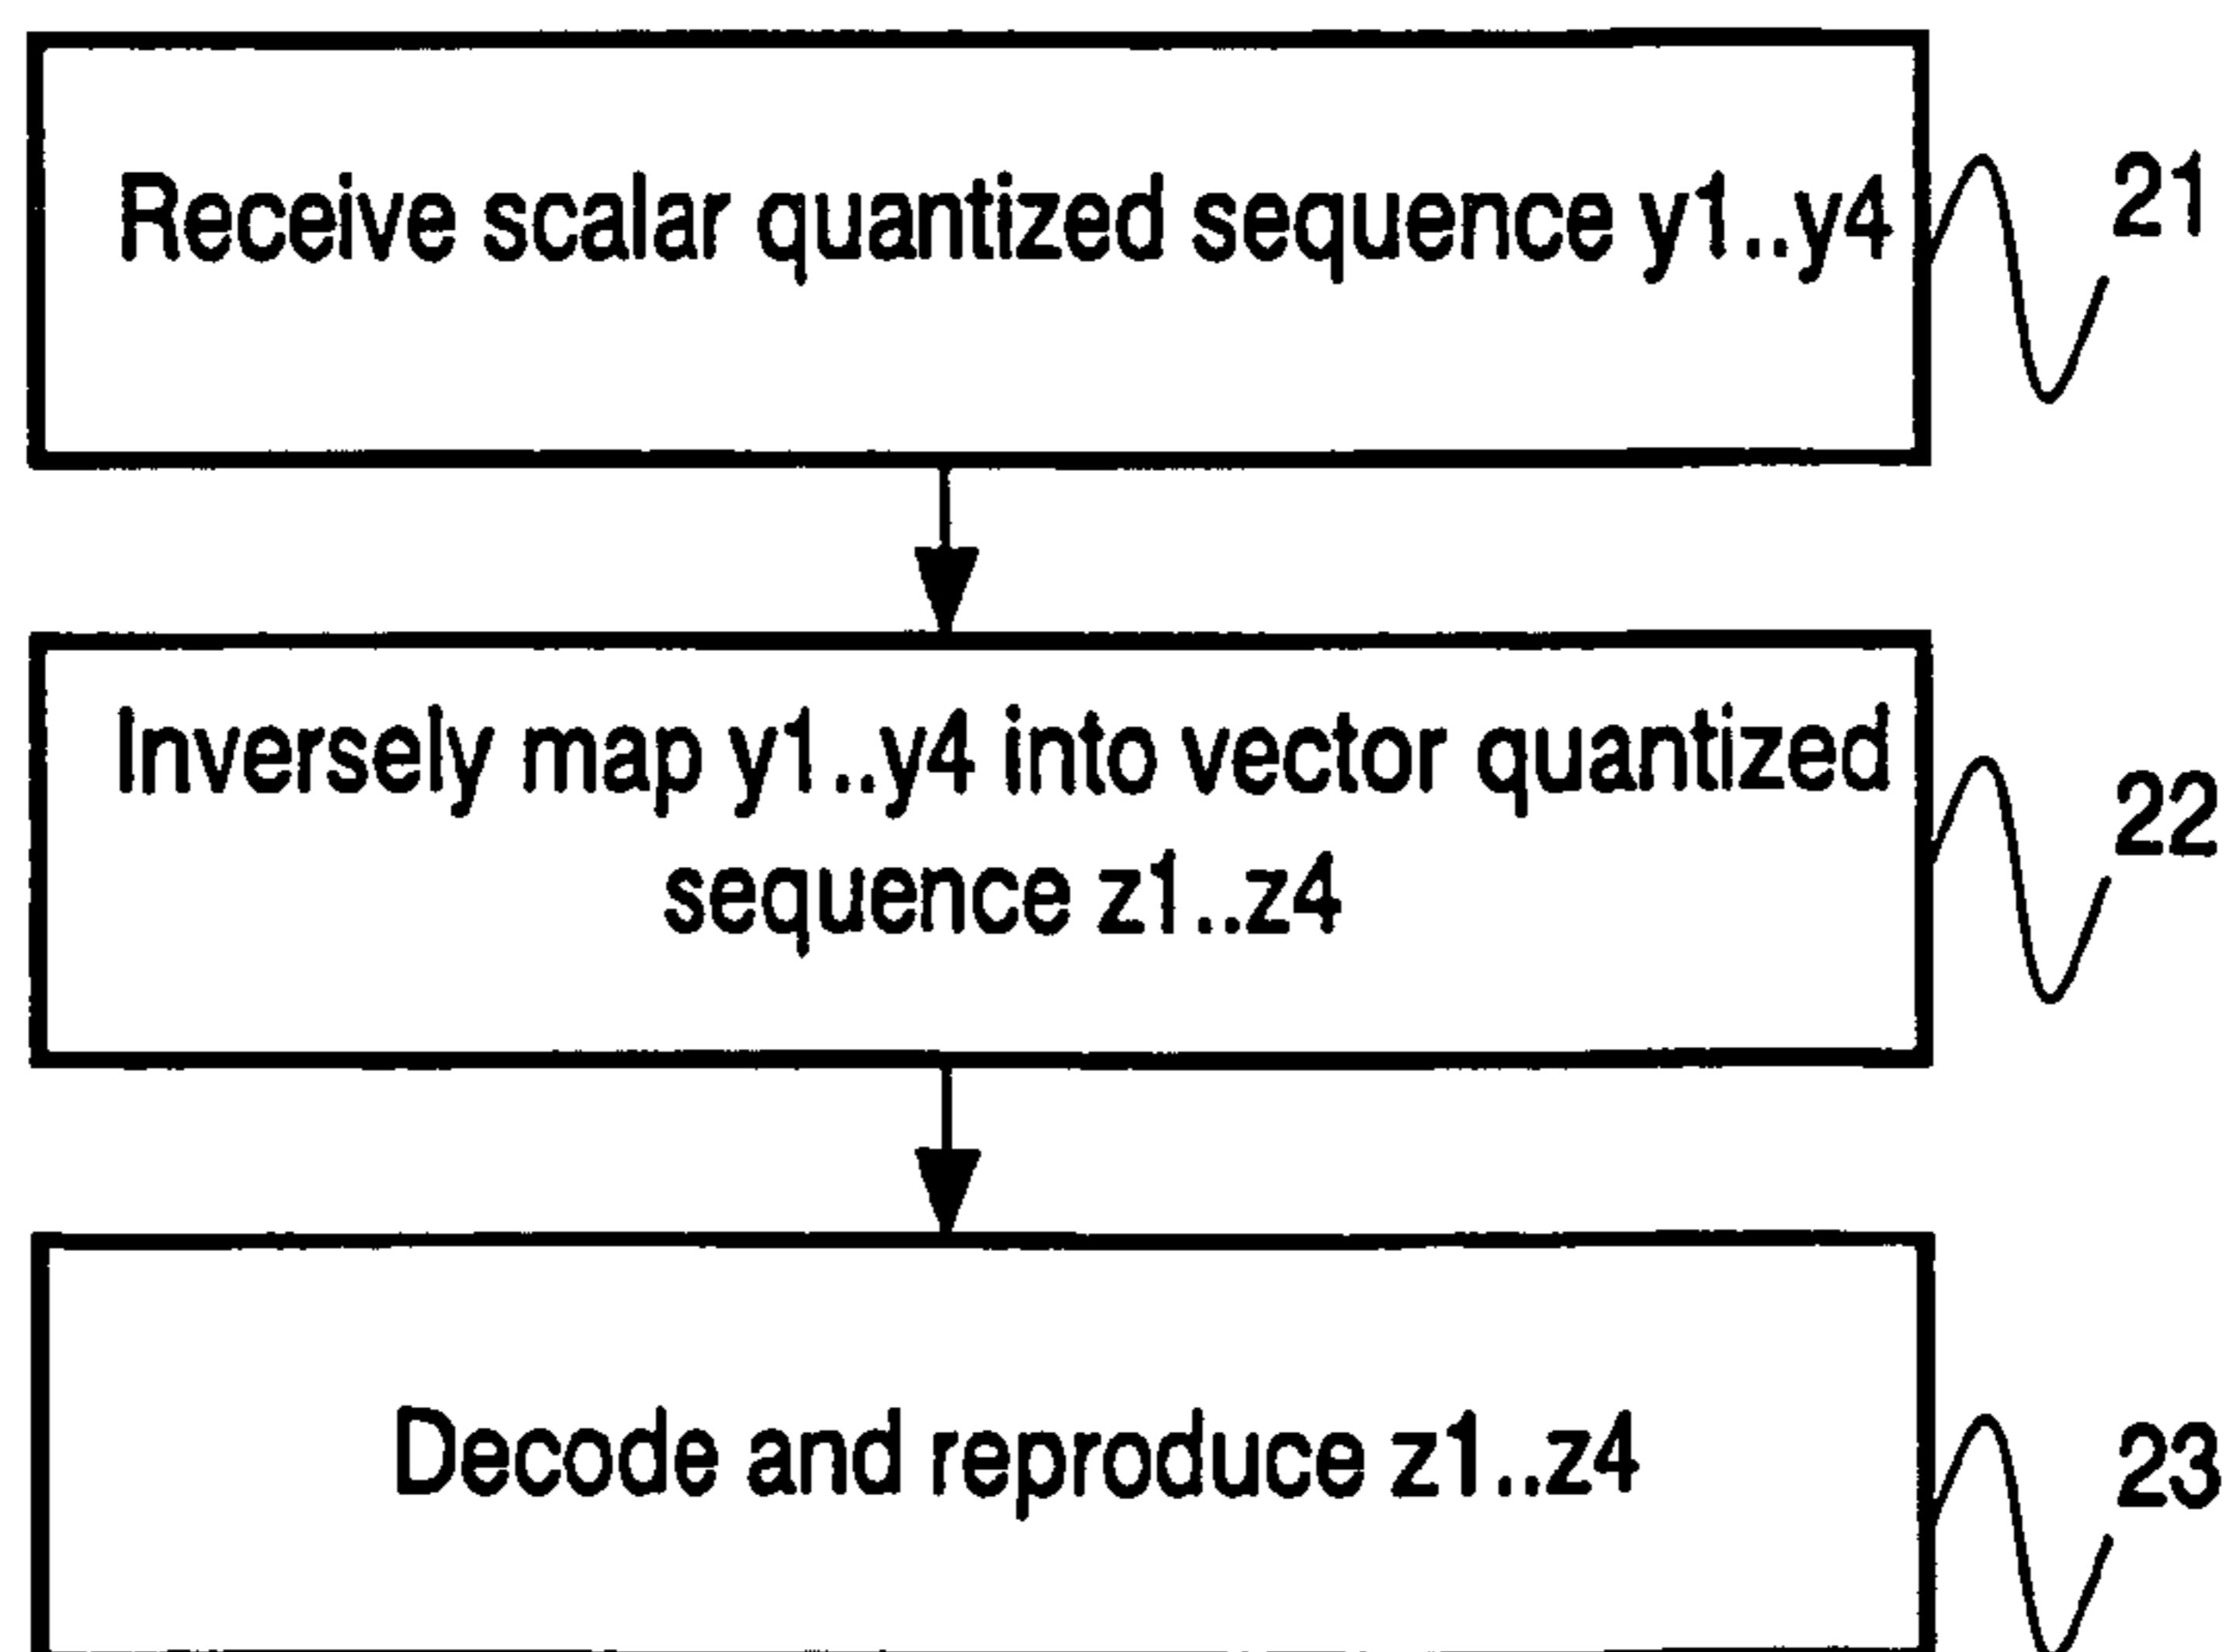 Receive scalar quantized sequence y1..y4
21
Inversely map y1..y4 into vector quantized
sequence z1..z4
22
Decode and reproduce z1..z4
23